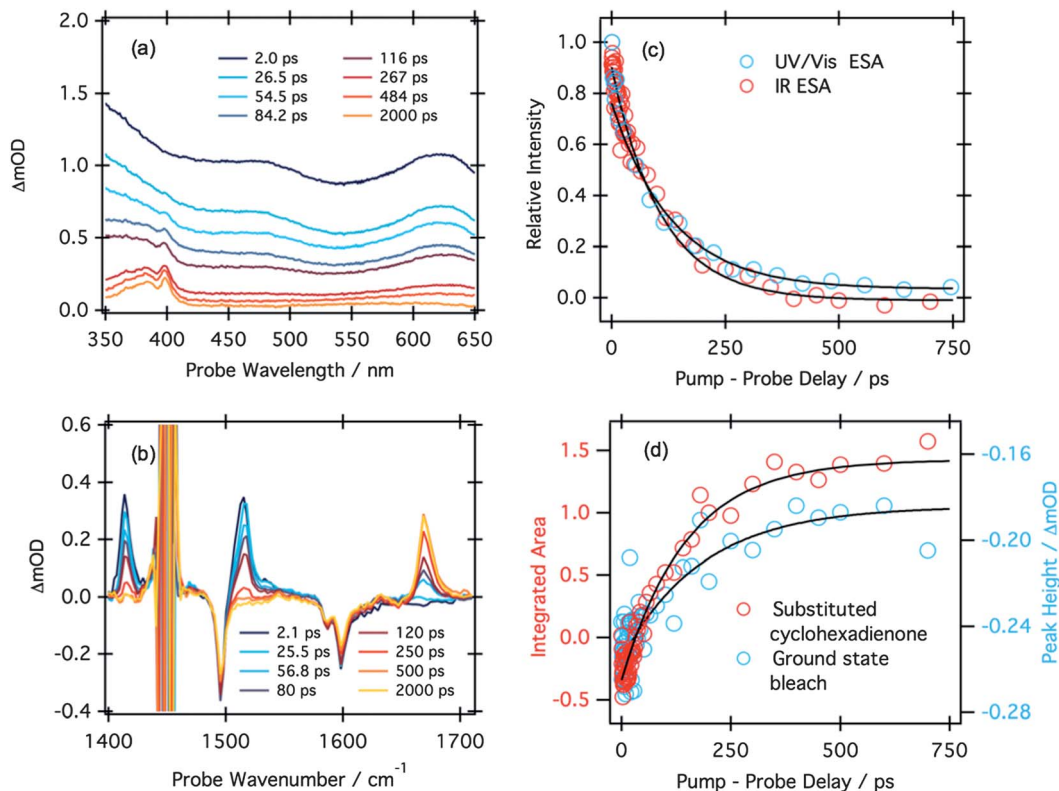 (a)
2.0
1.5
1.0
0.5
0.0
ΔmOD
2.0 ps
26.5 ps
54.5 ps
84.2 ps
116 ps
267 ps
484 ps
2000 ps
350 400 450 500 550 600 650
Probe Wavelength / nm
(c)
1.0
0.8
0.6
0.4
0.2
0.0
Relative Intensity
UV/Vis ESA
IR ESA
0 250 500 750
Pump - Probe Delay / ps
(b)
0.6
0.4
0.2
0.0
-0.2
-0.4
ΔmOD
2.1 ps
25.5 ps
56.8 ps
80 ps
120 ps
250 ps
500 ps
2000 ps
1400 1500 1600 1700
Probe Wavenumber / cm⁻¹
(d)
1.5
1.0
0.5
0.0
-0.5
Integrated Area
-0.16
-0.20
-0.24
-0.28
Peak Height / ΔmOD
Substituted
cyclohexadienone
Ground state
bleach
0 250 500 750
Pump - Probe Delay / ps